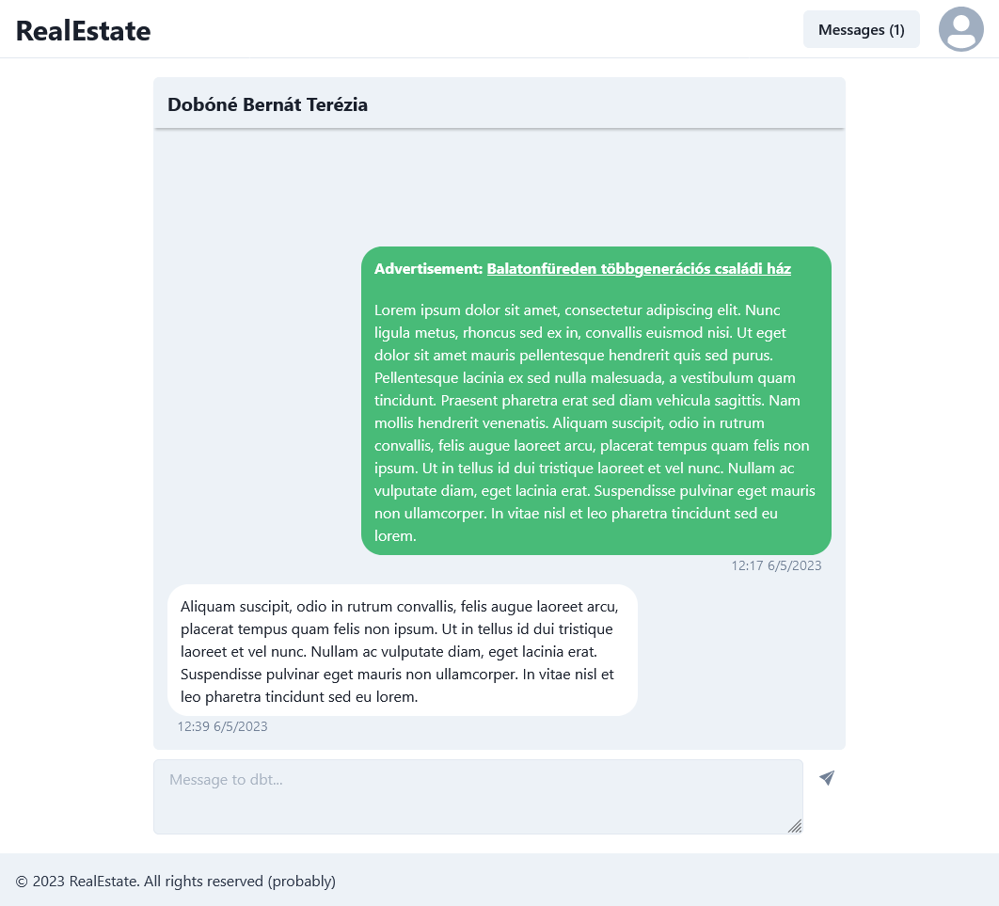 RealEstate
Messages (1)
Dobóné Bernát Terézia
Advertisement: Balatonfüreden többgenerációs családi ház
Lorem ipsum dolor sit amet, consectetur adipiscing elit. Nunc
ligula metus, rhoncus sed ex in, convallis euismod nisi. Ut eget
dolor sit amet mauris pellentesque hendrerit quis sed purus.
Pellentesque lacinia ex sed nulla malesuada, a vestibulum quam
tincidunt. Praesent pharetra erat sed diam vehicula sagittis. Nam
mollis hendrerit venenatis. Aliquam suscipit, odio in rutrum
convallis, felis augue laoreet arcu, placerat tempus quam felis non
ipsum. Ut in tellus id dui tristique laoreet et vel nunc. Nullam ac
vulputate diam, eget lacinia erat. Suspendisse pulvinar eget mauris
non ullamcorper. In vitae nisl et leo pharetra tincidunt sed eu
lorem.
12:17 6/5/2023
Aliquam suscipit, odio in rutrum convallis, felis augue laoreet arcu,
placerat tempus quam felis non ipsum. Ut in tellus id dui tristique
laoreet et vel nunc. Nullam ac vulputate diam, eget lacinia erat.
Suspendisse pulvinar eget mauris non ullamcorper. In vitae nisl et
leo pharetra tincidunt sed eu lorem.
12:39 6/5/2023
Message to dbt...
© 2023 RealEstate. All rights reserved (probably)